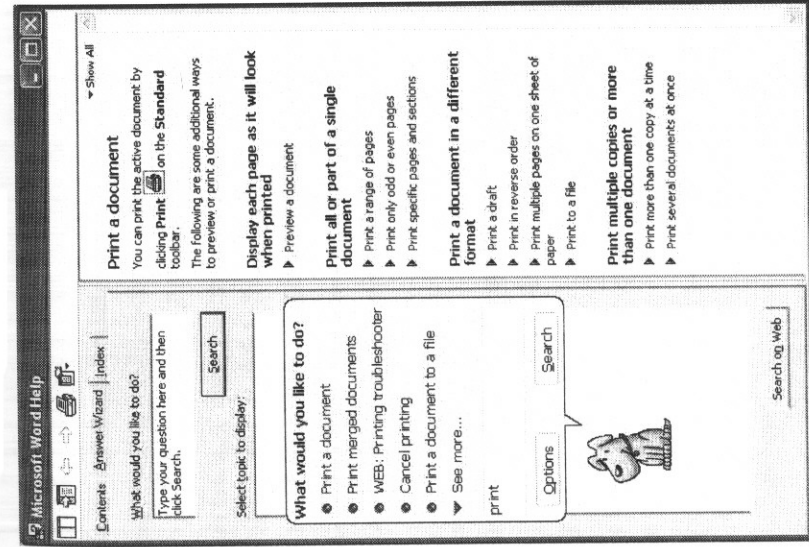 Microsoft Word Help
Contents Answer Wizard Index
What would you like to do?
Type your question here and then
click Search.
Search
Select topic to display:
What would you like to do?
Print a document
Print merged documents
WEB: Printing troubleshooter
Cancel printing
Print a document to a file
See more...
print
Options Search
Search on Web
Show All
Print a document
You can print the active document by
clicking Print on the Standard
toolbar.
The following are some additional ways
to preview or print a document.
Display each page as it will look
when printed
Preview a document
Print all or part of a single
document
Print a range of pages
Print only odd or even pages
Print specific pages and sections
Print a document in a different
format
Print a draft
Print in reverse order
Print multiple pages on one sheet of
paper
Print to a file
Print multiple copies or more
than one document
Print more than one copy at a time
Print several documents at once